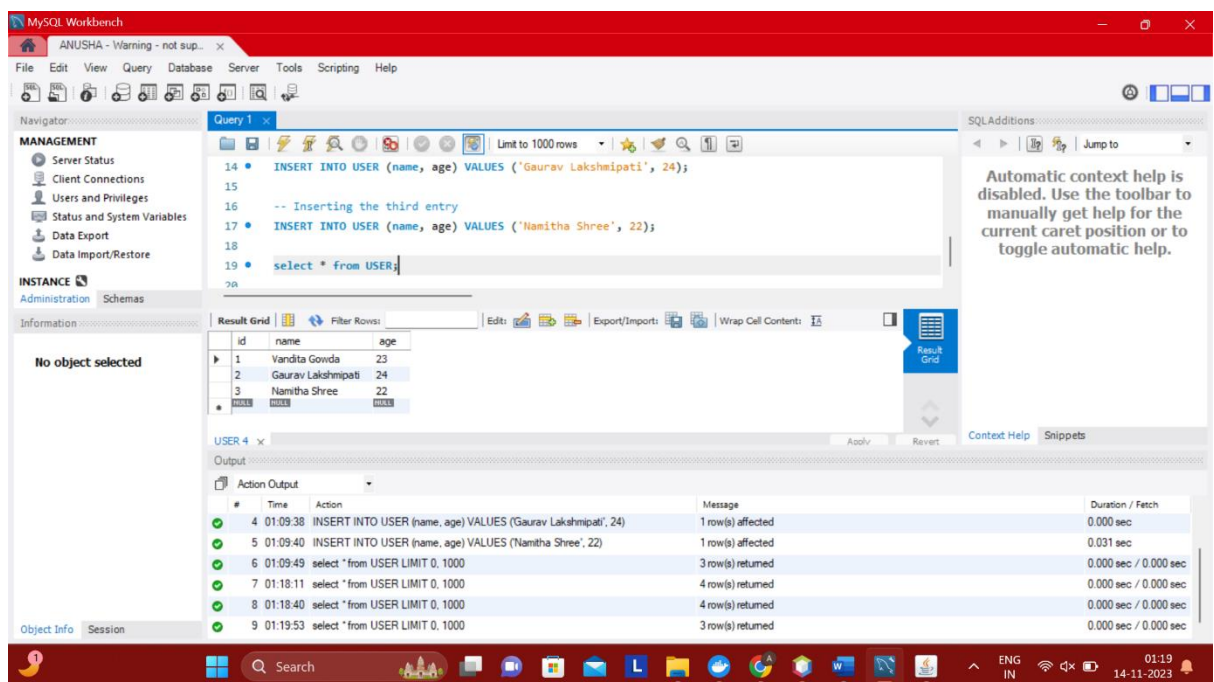 MySQL Workbench
ANUSHA - Warning - not sup...
File Edit View Query Database Server Tools Scripting Help
Navigator
MANAGEMENT
Server Status
Client Connections
Users and Privileges
Status and System Variables
Data Export
Data Import/Restore
INSTANCE
Administration Schemas
Information
No object selected
Object Info Session
Query 1
Limit to 1000 rows
14 INSERT INTO USER (name, age) VALUES ('Gaurav Lakshmipati', 24);
15
16 -- Inserting the third entry
17 INSERT INTO USER (name, age) VALUES ('Namitha Shree', 22);
18
19 select * from USER;
20
Result Grid Filter Rows: Edit: Export/Import: Wrap Cell Content:
id name age
1 Vandita Gowda 23
2 Gaurav Lakshmipati 24
3 Namitha Shree 22
NULL NULL NULL
Result Grid
USER 4 Apply Revert
SQLAdditions
Jump to
Automatic context help is
disabled. Use the toolbar to
manually get help for the
current caret position or to
toggle automatic help.
Context Help Snippets
Output
Action Output
# Time Action Message Duration / Fetch
4 01:09:38 INSERT INTO USER (name, age) VALUES ('Gaurav Lakshmipati', 24) 1 row(s) affected 0.000 sec
5 01:09:40 INSERT INTO USER (name, age) VALUES ('Namitha Shree', 22) 1 row(s) affected 0.031 sec
6 01:09:49 select * from USER LIMIT 0, 1000 3 row(s) returned 0.000 sec / 0.000 sec
7 01:18:11 select * from USER LIMIT 0, 1000 4 row(s) returned 0.000 sec / 0.000 sec
8 01:18:40 select * from USER LIMIT 0, 1000 4 row(s) returned 0.000 sec / 0.000 sec
9 01:19:53 select * from USER LIMIT 0, 1000 3 row(s) returned 0.000 sec / 0.000 sec
1
Search
ENG
IN
01:19
14-11-2023